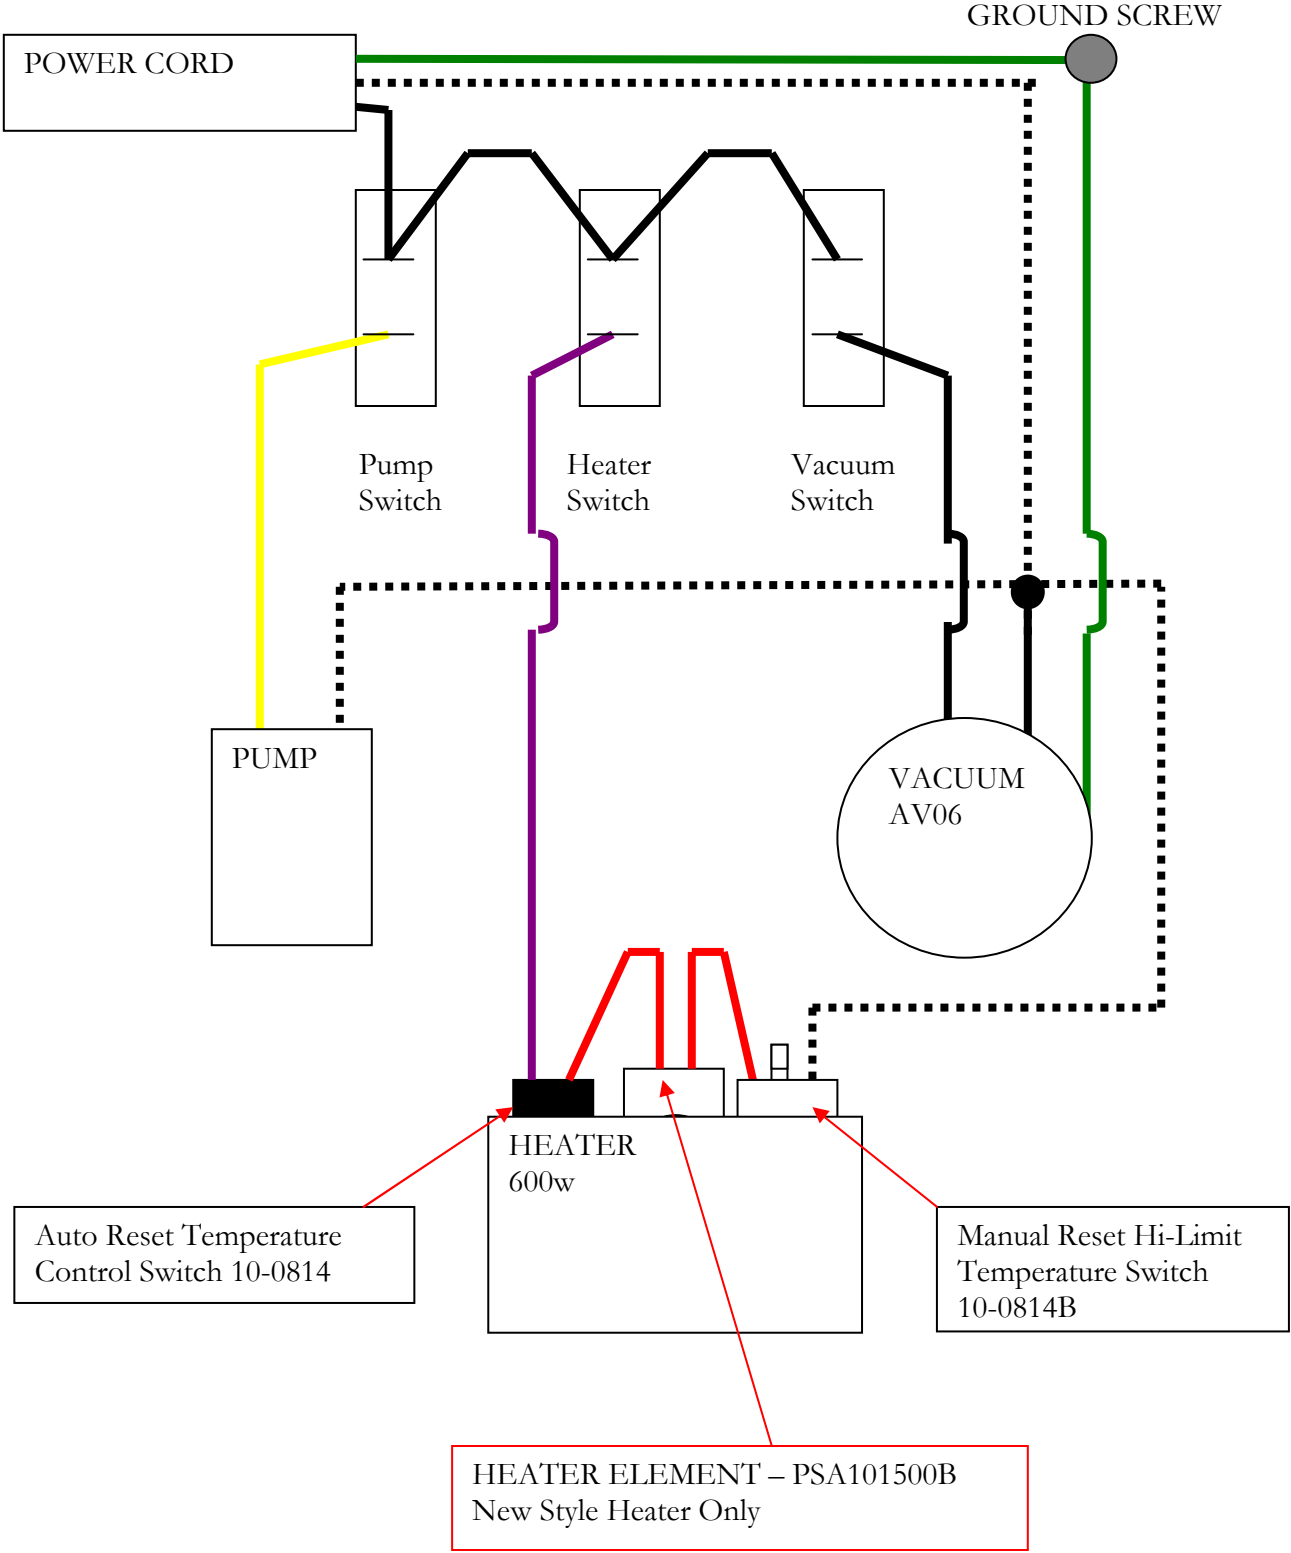 GROUND SCREW
POWER CORD
Pump
Switch
Heater
Switch
Vacuum
Switch
PUMP
VACUUM
AV06
HEATER
600w
Auto Reset Temperature
Control Switch 10-0814
Manual Reset Hi-Limit
Temperature Switch
10-0814B
HEATER ELEMENT – PSA101500B
New Style Heater Only